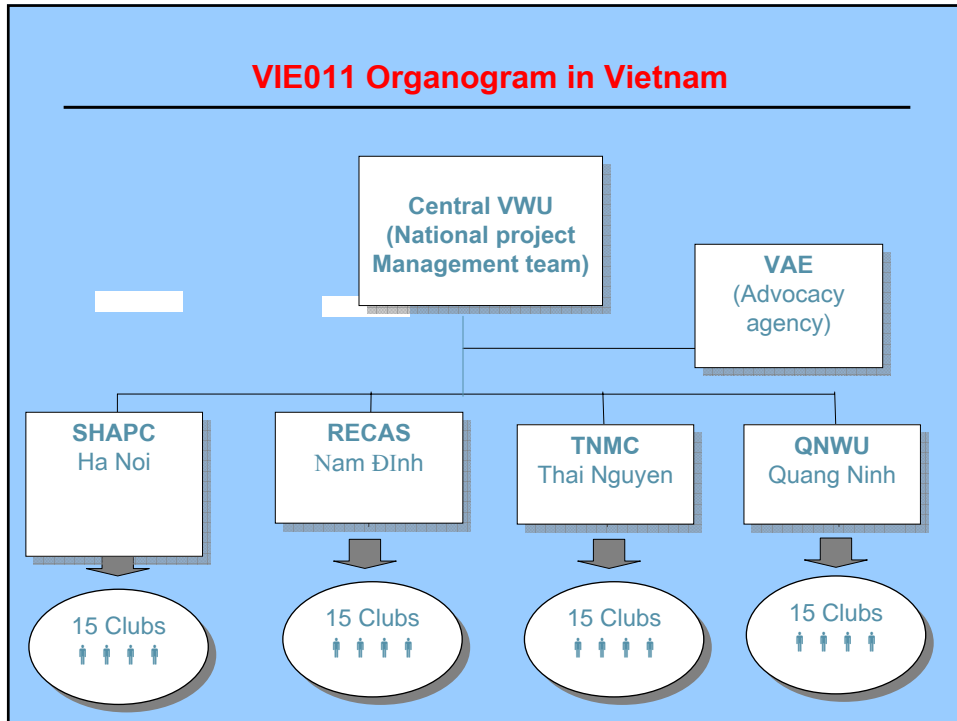 VIE011 Organogram in Vietnam
Central VWU
(National project
Management team)
VAE
(Advocacy
agency)
SHAPC
Ha Noi
RECAS
Nam ĐInh
TNMC
Thai Nguyen
QNWU
Quang Ninh
15 Clubs
15 Clubs
15 Clubs
15 Clubs